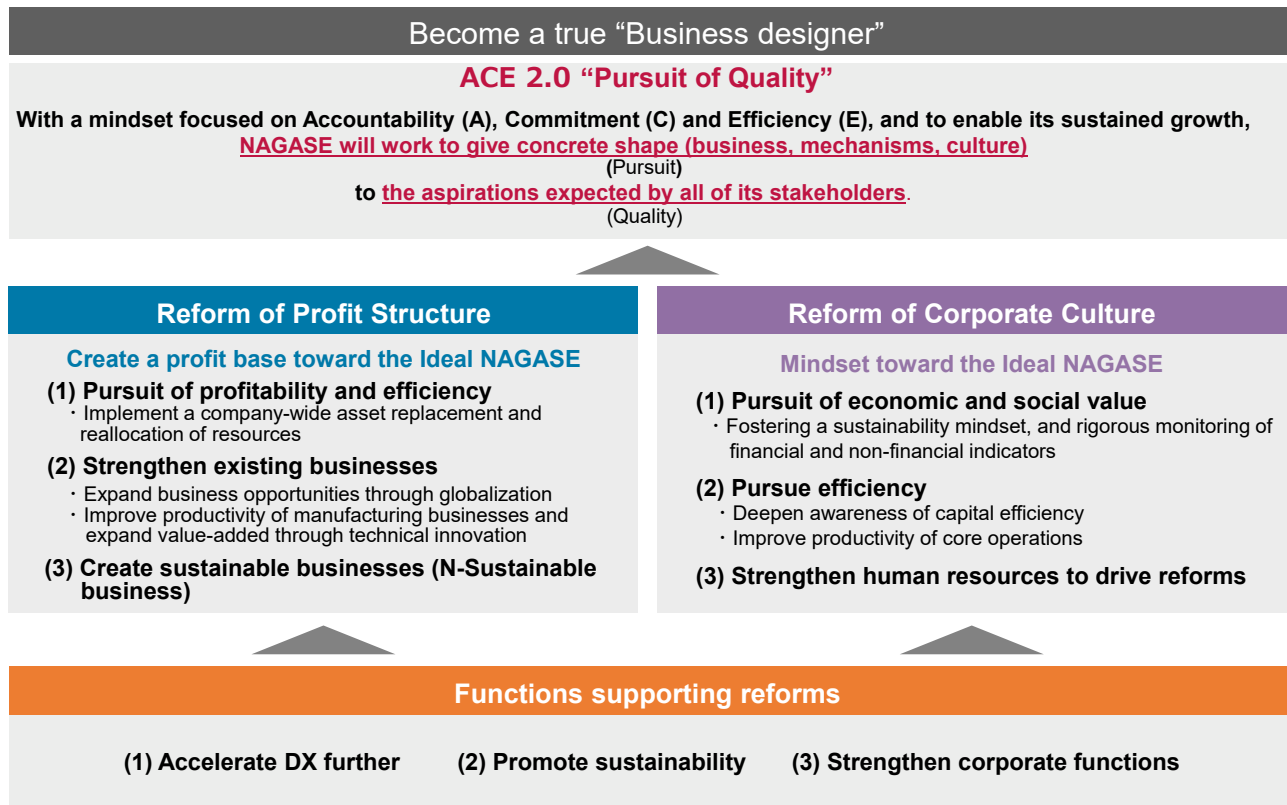 Become a true “Business designer”
ACE 2.0 “Pursuit of Quality”
With a mindset focused on Accountability (A), Commitment (C) and Efficiency (E), and to enable its sustained growth,
NAGASE will work to give concrete shape (business, mechanisms, culture)
(Pursuit)
to the aspirations expected by all of its stakeholders.
(Quality)
Reform of Profit Structure
Create a profit base toward the Ideal NAGASE
(1) Pursuit of profitability and efficiency
・Implement a company-wide asset replacement and
reallocation of resources
(2) Strengthen existing businesses
・Expand business opportunities through globalization
・Improve productivity of manufacturing businesses and
expand value-added through technical innovation
(3) Create sustainable businesses (N-Sustainable
business)
Reform of Corporate Culture
Mindset toward the Ideal NAGASE
(1) Pursuit of economic and social value
・Fostering a sustainability mindset, and rigorous monitoring of
financial and non-financial indicators
(2) Pursue efficiency
・Deepen awareness of capital efficiency
・Improve productivity of core operations
(3) Strengthen human resources to drive reforms
Functions supporting reforms
(1) Accelerate DX further
(2) Promote sustainability
(3) Strengthen corporate functions